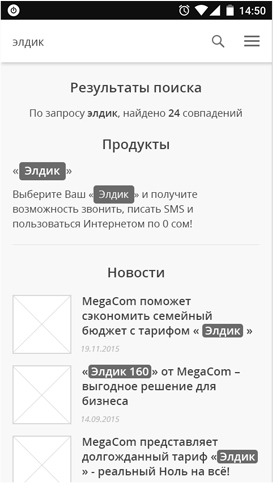 14:50
элдик
Результаты поиска
По запросу элдик, найдено 24 совпадений
Продукты
« Элдик »
Выберите Ваш « Элдик » и получите
возможность звонить, писать SMS и
пользоваться Интернетом по 0 сом!
Новости
MegaCom поможет
сэкономить семейный
бюджет с тарифом « Элдик »
19.11.2015
«Элдик 160» от MegaCom –
выгодное решение для
бизнеса
14.09.2015
MegaCom представляет
долгожданный тариф « Элдик
» - реальный Ноль на всё!